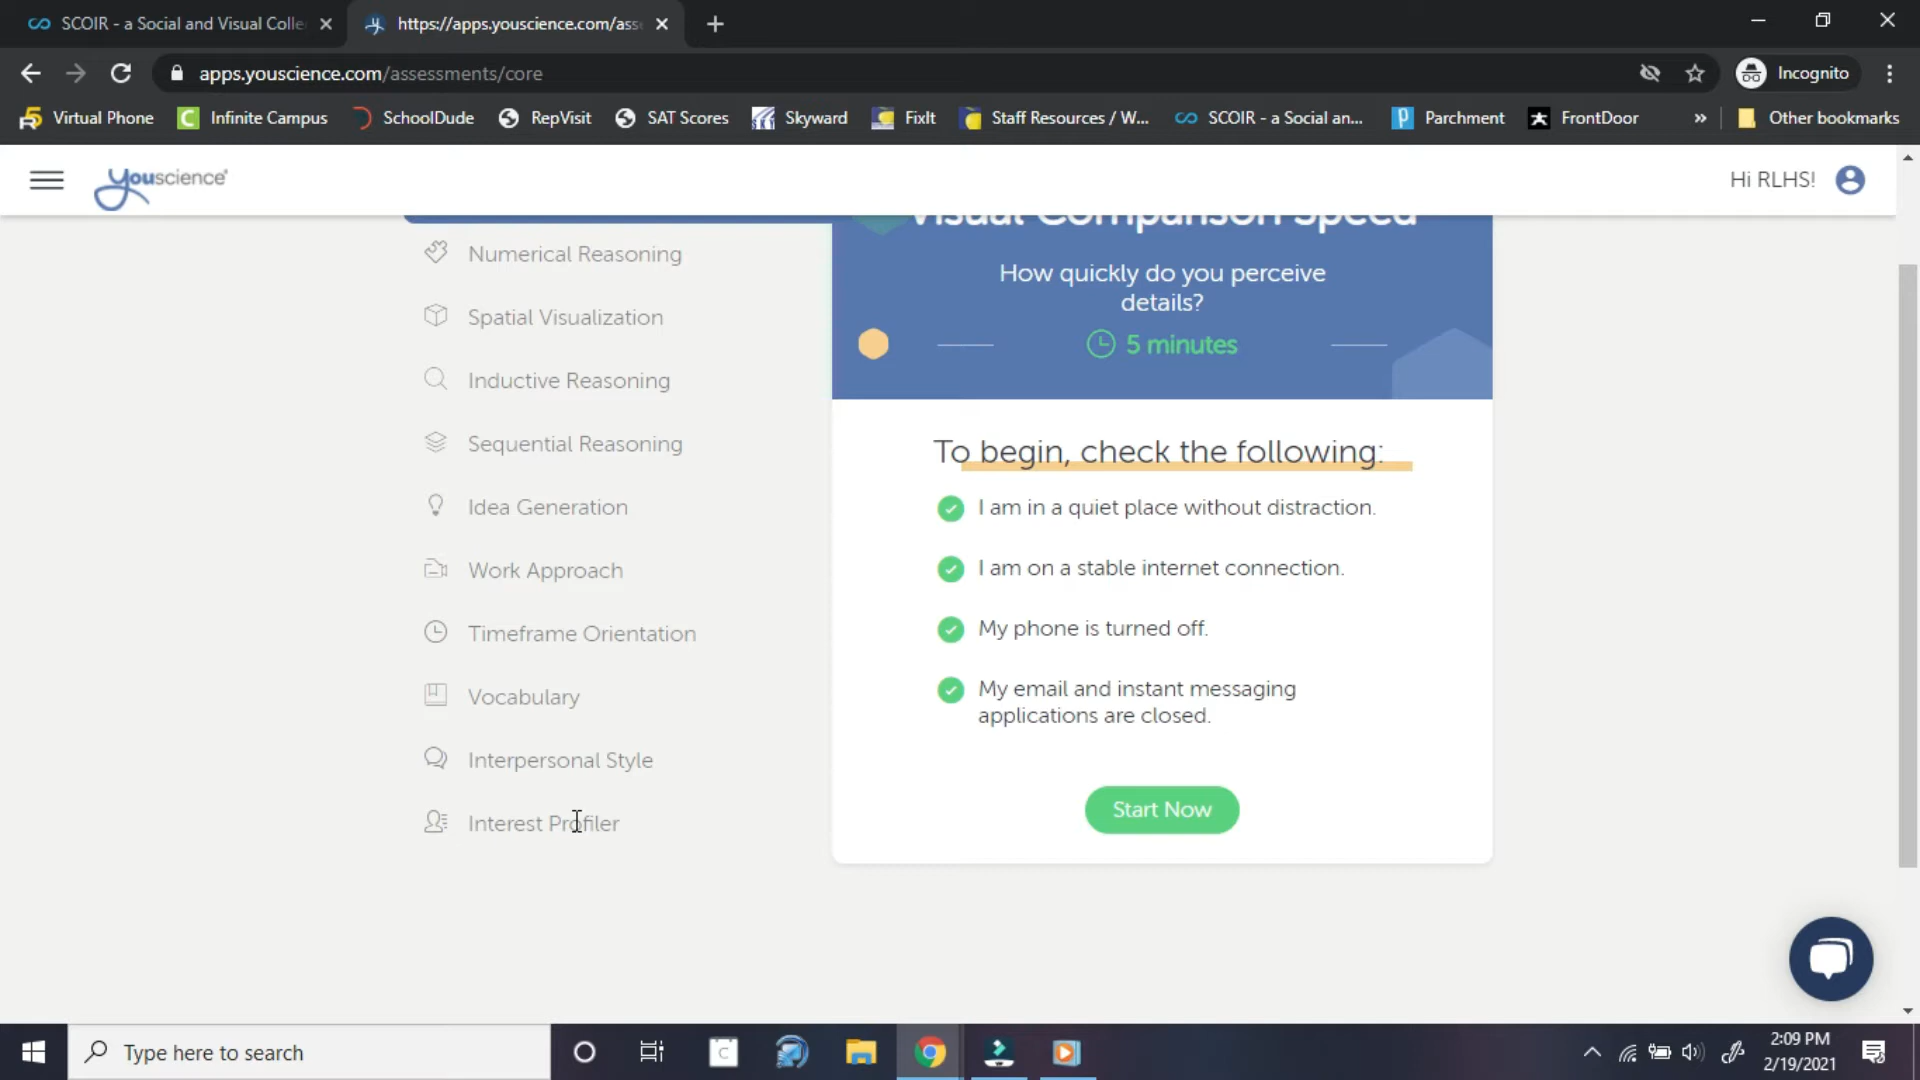 SCOIR - a Social and Visual Colle
https://apps.youscience.com/ass
apps.youscience.com/assessments/core
Incognito
Virtual Phone
Infinite Campus
SchoolDude
RepVisit
SAT Scores
Skyward
FixIt
Staff Resources / W...
SCOIR - a Social an...
Parchment
FrontDoor
»
Other bookmarks
youscience
Hi RLHS!
Visual Comparison Speed
How quickly do you perceive
details?
5 minutes
Numerical Reasoning
Spatial Visualization
Inductive Reasoning
Sequential Reasoning
Idea Generation
Work Approach
Timeframe Orientation
Vocabulary
Interpersonal Style
Interest Profiler
To begin, check the following:
I am in a quiet place without distraction.
I am on a stable internet connection.
My phone is turned off.
My email and instant messaging
applications are closed.
Start Now
Type here to search
2:09 PM
2/19/2021